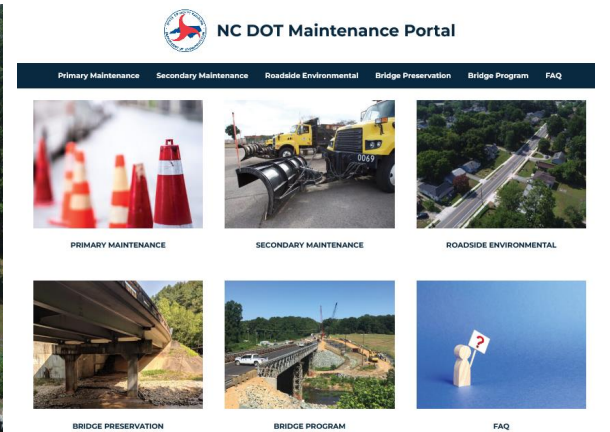 NC DOT Maintenance Portal
Primary Maintenance Secondary Maintenance Roadside Environmental Bridge Preservation Bridge Program FAQ
0069
PRIMARY MAINTENANCE SECONDARY MAINTENANCE ROADSIDE ENVIRONMENTAL
?
BRIDGE PRESERVATION BRIDGE PROGRAM FAQ